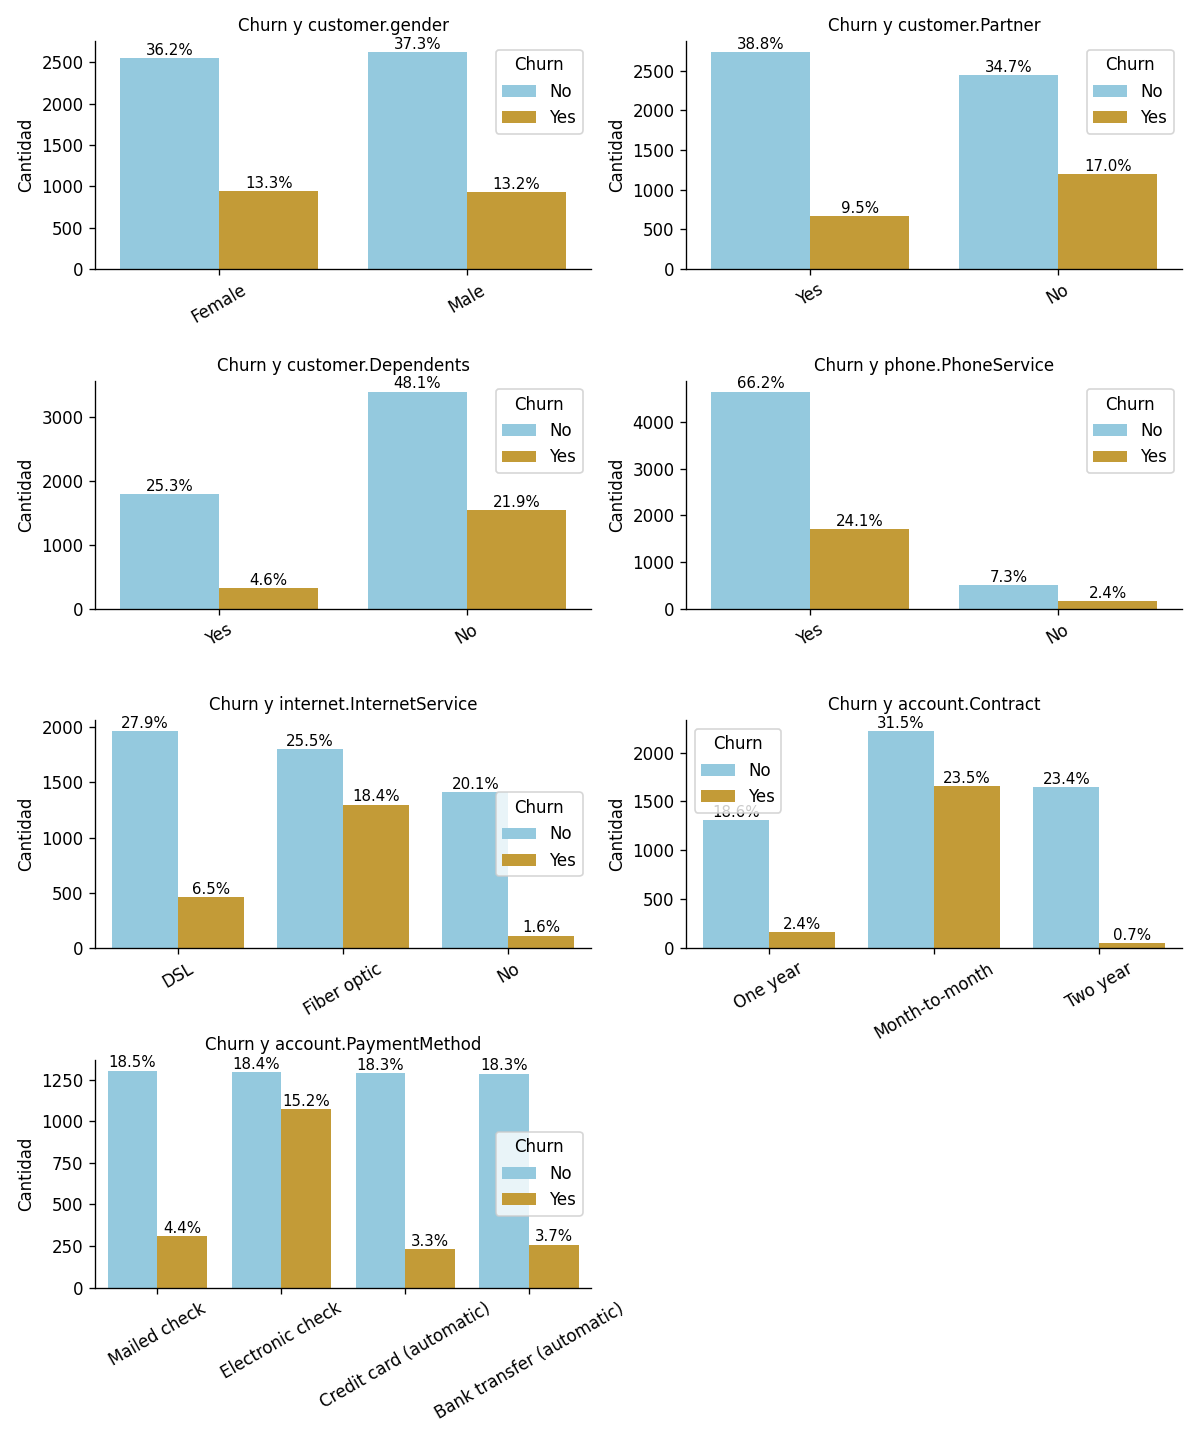 Churn y customer.gender
Cantidad
2500
2000
1500
1000
500
0
36.2%
13.3%
37.3%
13.2%
Churn
No
Yes
Female
Male
Churn y customer.Partner
Cantidad
2500
2000
1500
1000
500
0
38.8%
9.5%
34.7%
17.0%
Churn
No
Yes
Yes
No
Churn y customer.Dependents
Cantidad
3000
2000
1000
0
25.3%
4.6%
48.1%
21.9%
Churn
No
Yes
Yes
No
Churn y phone.PhoneService
Cantidad
4000
3000
2000
1000
0
66.2%
24.1%
7.3%
2.4%
Churn
No
Yes
Yes
No
Churn y internet.InternetService
Cantidad
2000
1500
1000
500
0
27.9%
6.5%
25.5%
18.4%
20.1%
1.6%
Churn
No
Yes
DSL
Fiber optic
No
Churn y account.Contract
Cantidad
2000
1500
1000
500
0
Churn
No
Yes
18.6%
2.4%
31.5%
23.5%
23.4%
0.7%
One year
Month-to-month
Two year
Churn y account.PaymentMethod
Cantidad
1250
1000
750
500
250
0
18.5%
4.4%
18.4%
15.2%
18.3%
3.3%
18.3%
3.7%
Churn
No
Yes
Mailed check
Electronic check
Credit card (automatic)
Bank transfer (automatic)